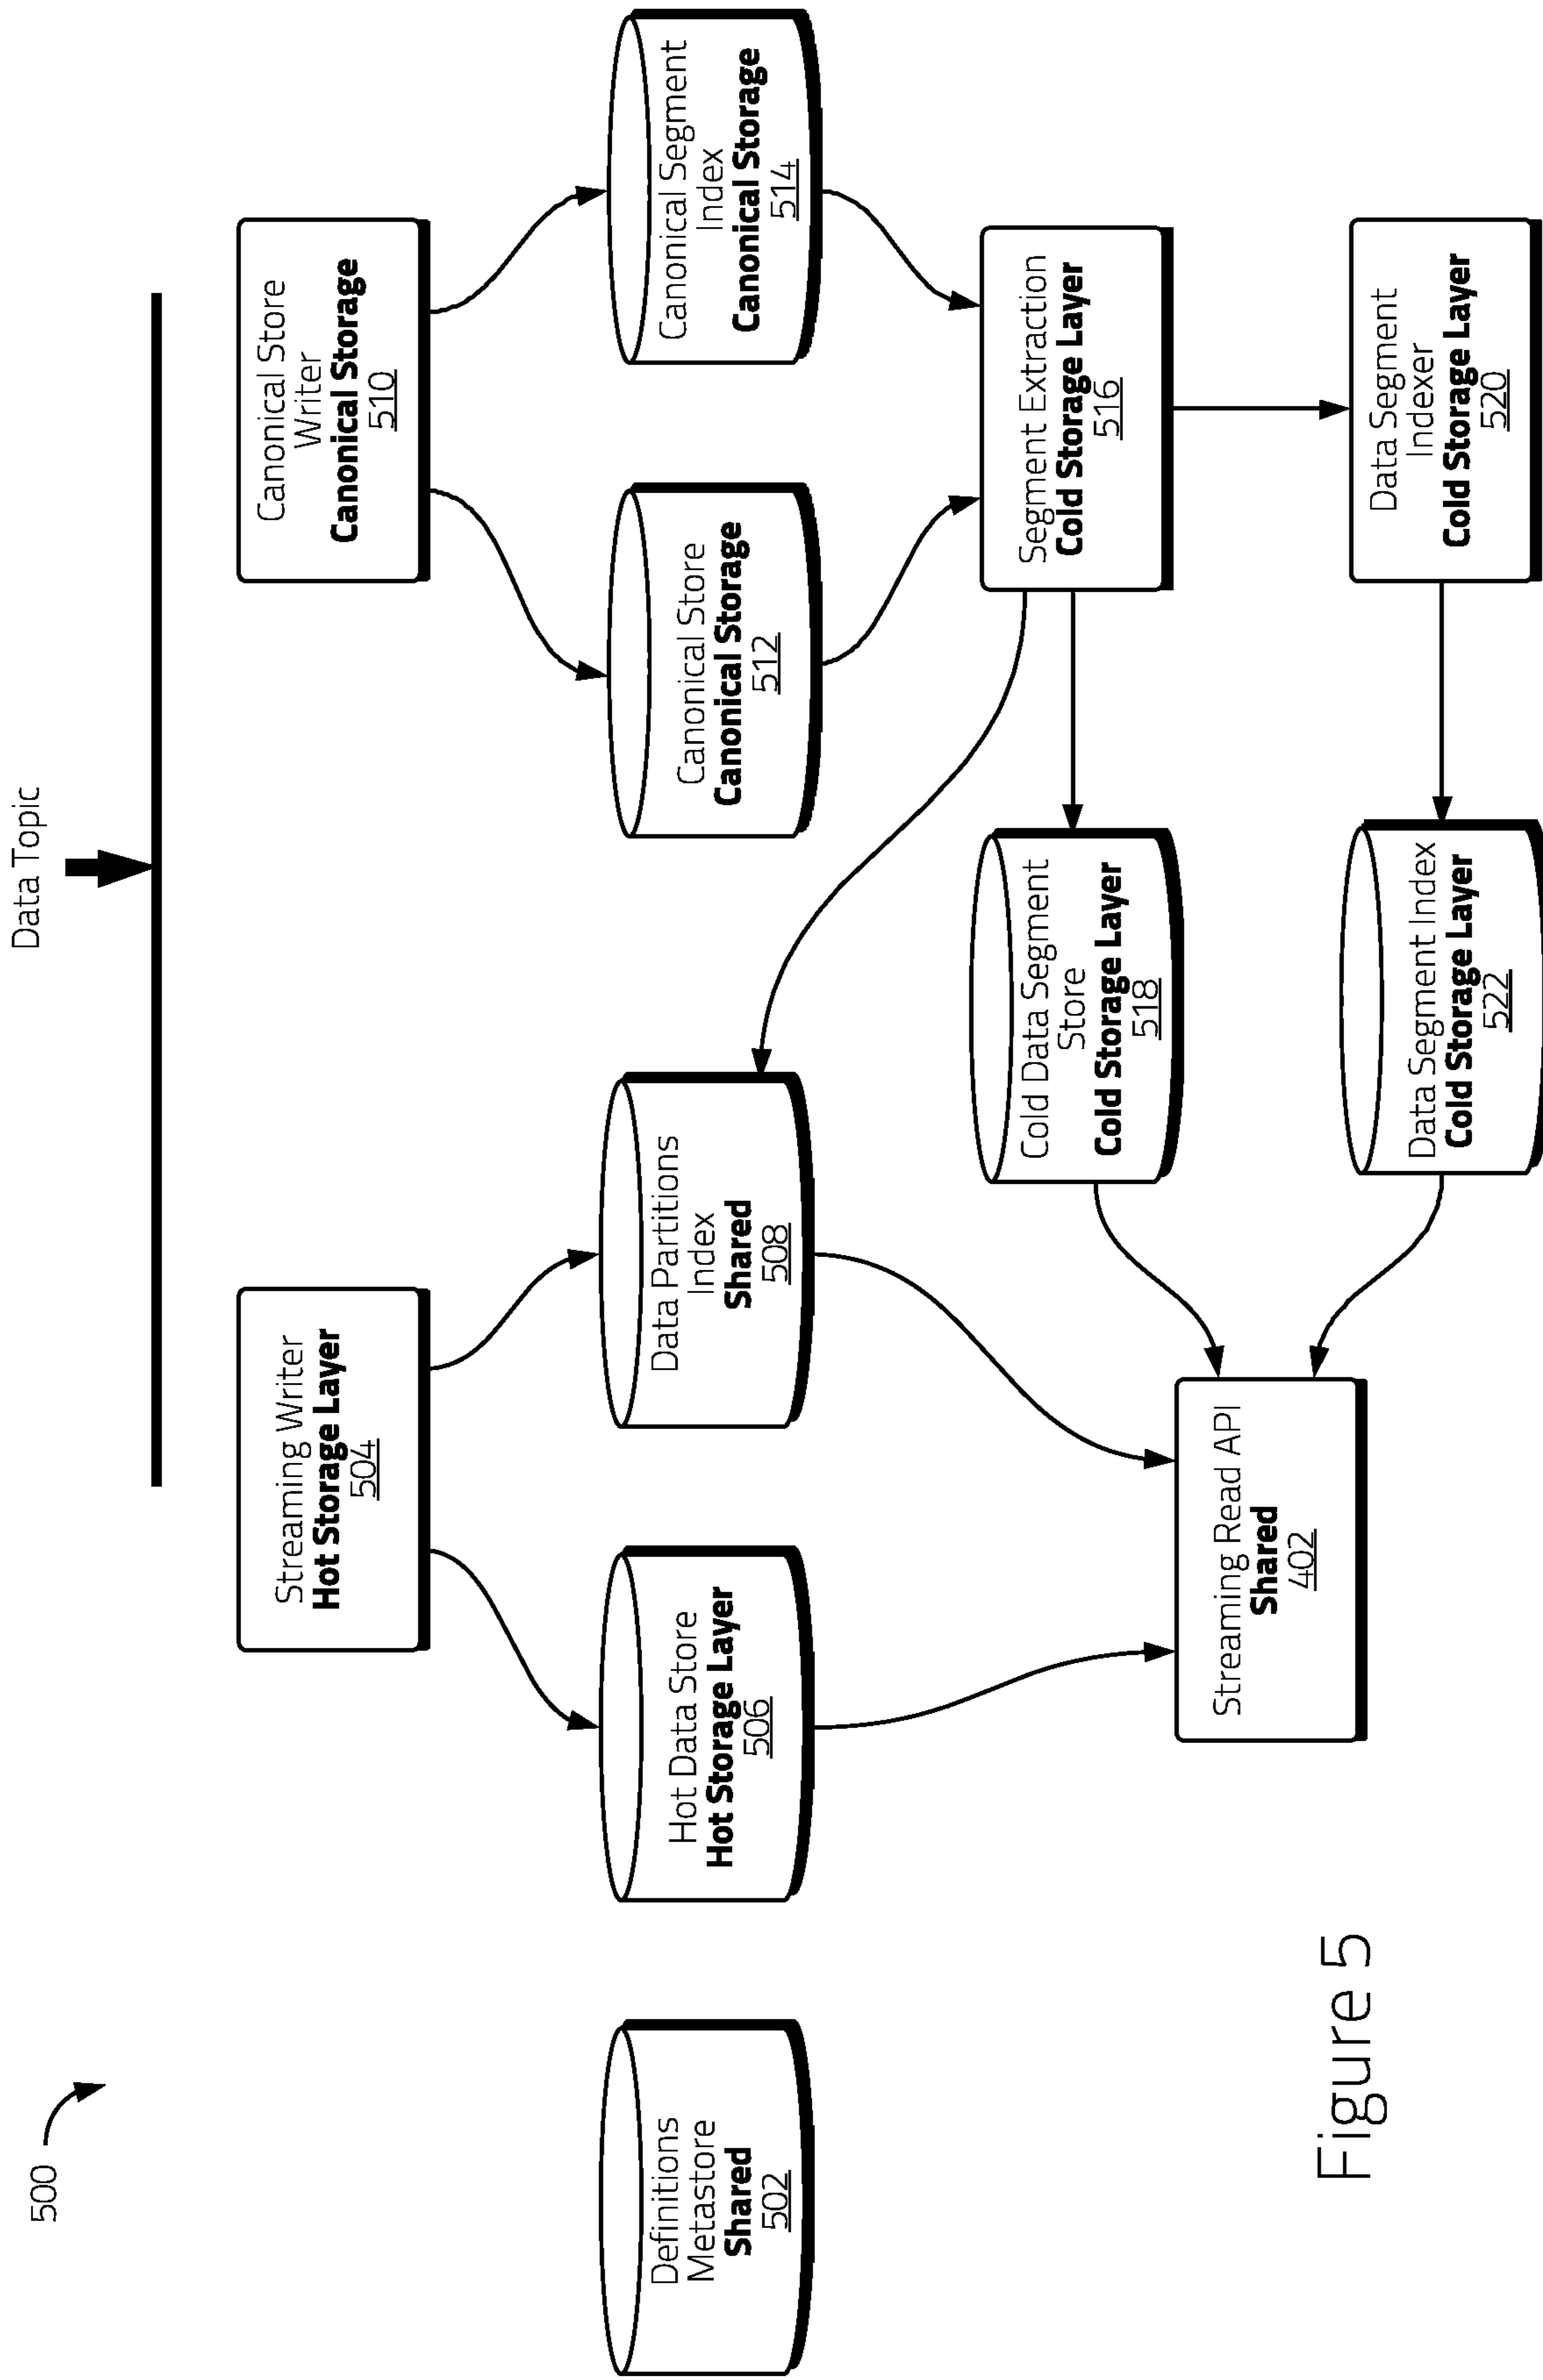 500
Data Topic
Streaming Writer
Hot Storage Layer
504
Canonical Store
Writer
Canonical Storage
510
Definitions
Metastore
Shared
502
Hot Data Store
Hot Storage Layer
506
Data Partitions
Index
Shared
508
Canonical Store
Canonical Storage
512
Canonical Segment
Index
Canonical Storage
514
Cold Data Segment
Store
Cold Storage Layer
518
Segment Extraction
Cold Storage Layer
516
Streaming Read API
Shared
402
Data Segment Index
Cold Storage Layer
522
Data Segment
Indexer
Cold Storage Layer
520
Figure 5